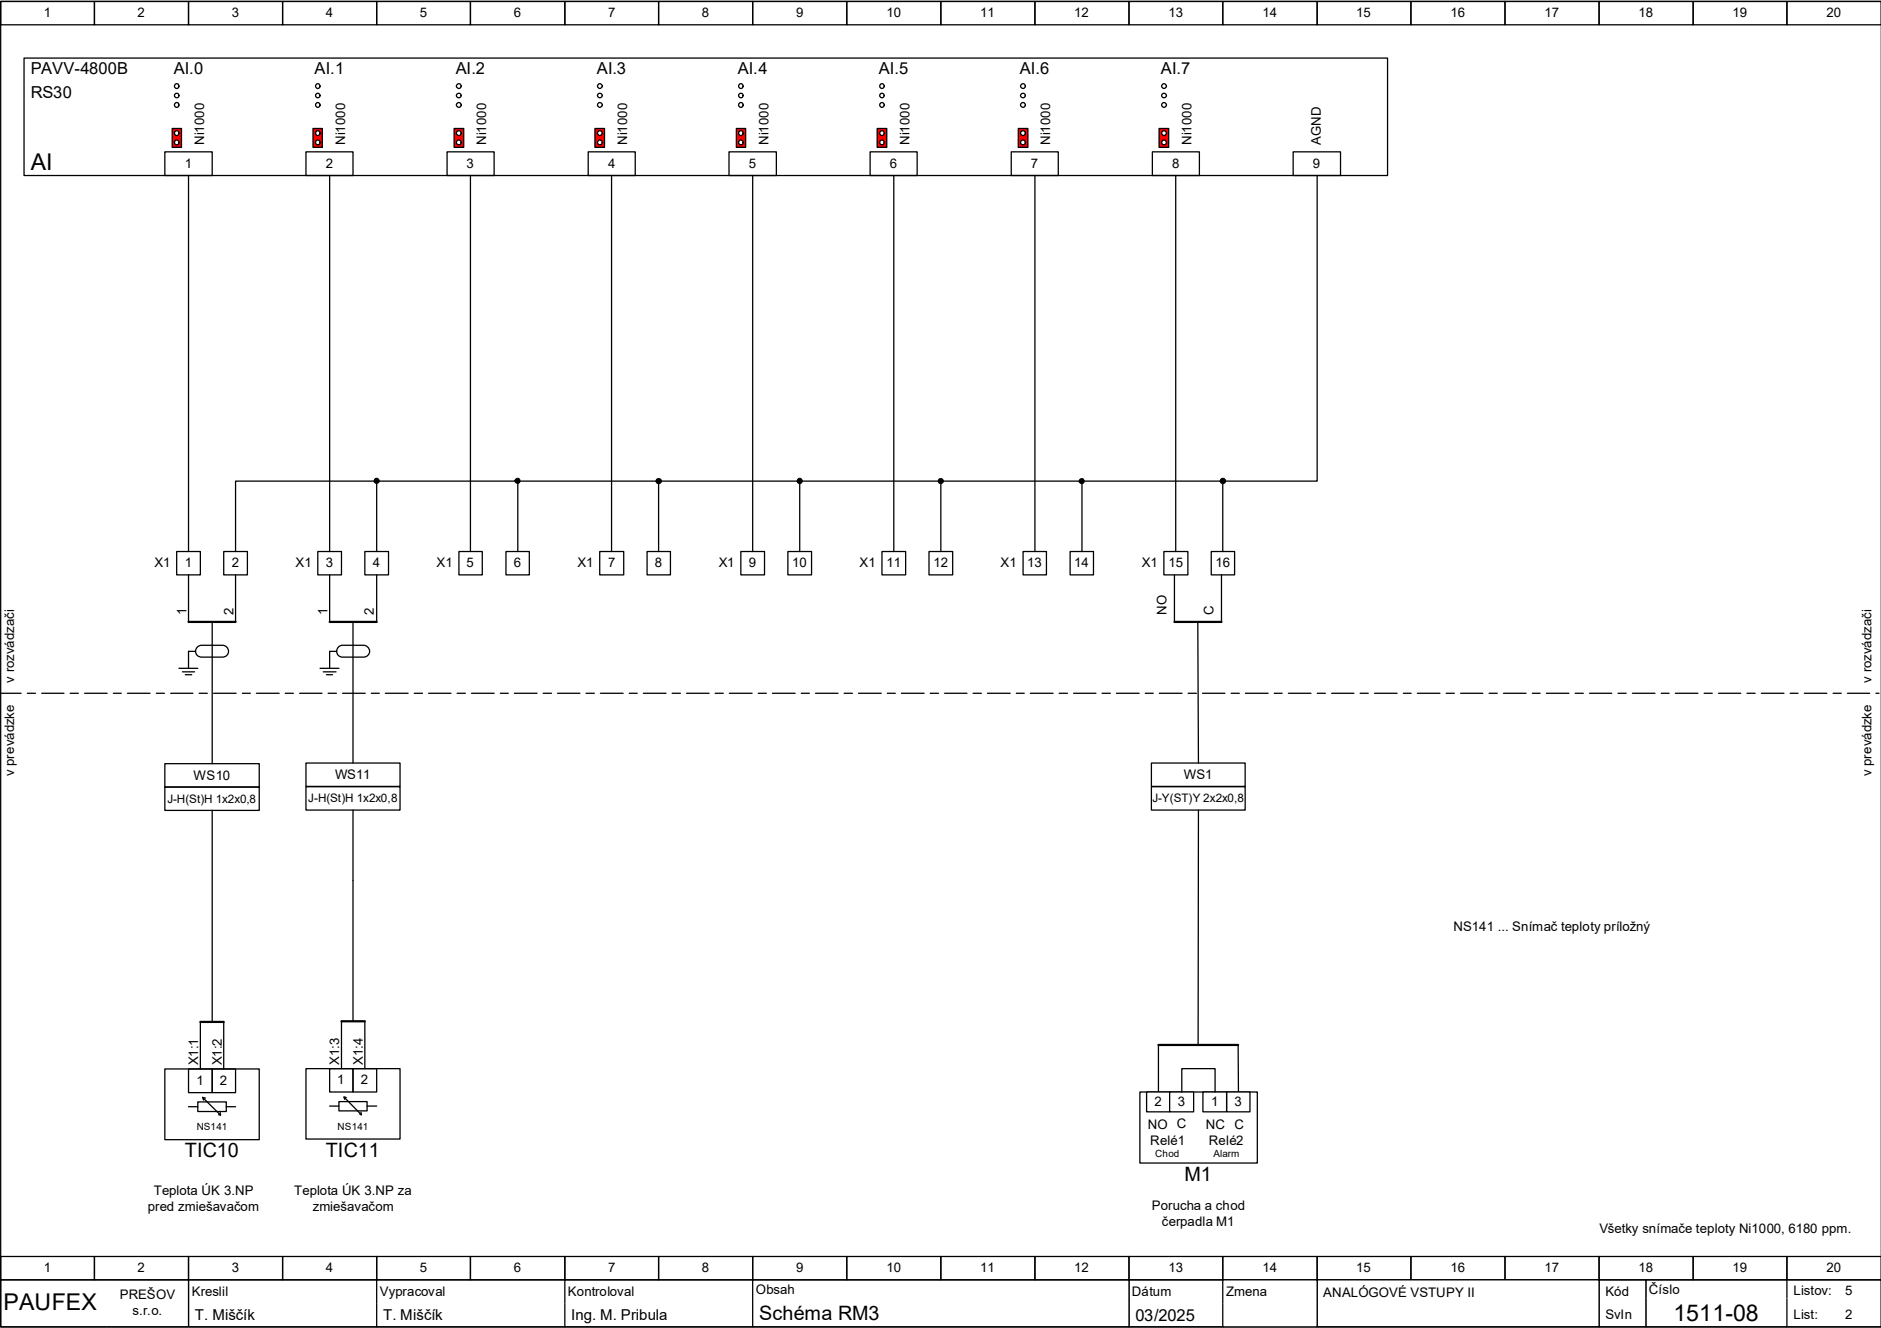 1 2 3 4 5 6 7 8 9 10 11 12 13 14 15 16 17 18 19 20
PAVV-4800B AI.0 AI.1 AI.2 AI.3 AI.4 AI.5 AI.6 AI.7
RS30
Ni1000 Ni1000 Ni1000 Ni1000 Ni1000 Ni1000 Ni1000 Ni1000 AGND
AI 1 2 3 4 5 6 7 8 9
X1 1 2 X1 3 4 X1 5 6 X1 7 8 X1 9 10 X1 11 12 X1 13 14 X1 15 16
1 2 1 2 NO C
v rozvádzači v rozvádzači
v prevádzke v prevádzke
WS10 WS11 WS1
J-H(St)H 1x2x0,8 J-H(St)H 1x2x0,8 J-Y(ST)Y 2x2x0,8
NS141 ... Snímač teploty príložný
X1:1 X1:2 X1:3 X1:4
1 2 1 2 2 3 1 3
NO C NC C
NS141 NS141 Relé1 Relé2
Chod Alarm
TIC10 TIC11 M1
Teplota ÚK 3.NP
pred zmiešavačom
Teplota ÚK 3.NP za
zmiešavačom
Porucha a chod
čerpadla M1
Všetky snímače teploty Ni1000, 6180 ppm.
1 2 3 4 5 6 7 8 9 10 11 12 13 14 15 16 17 18 19 20
PAUFEX
PREŠOV
s.r.o.
Kreslil
T. Miščík
Vypracoval
T. Miščík
Kontroloval
Ing. M. Pribula
Obsah
Schéma RM3
Dátum
03/2025
Zmena
ANALÓGOVÉ VSTUPY II
Kód
Svln
Číslo
1511-08
Listov: 5
List: 2